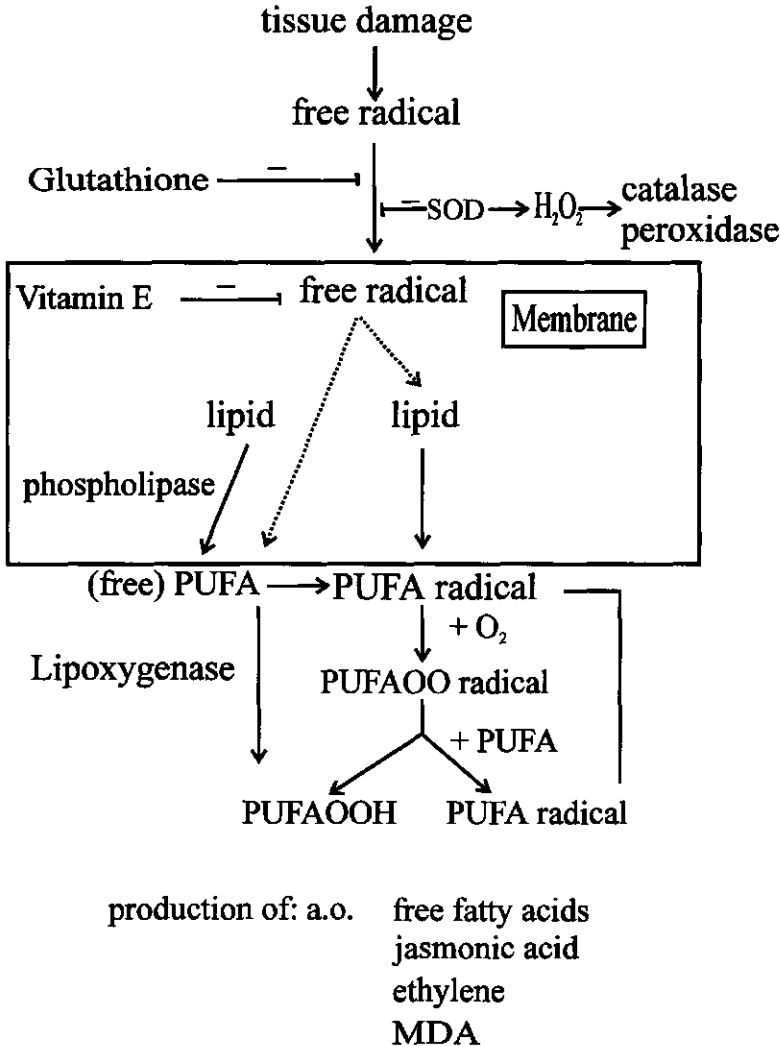 tissue damage
free radical
Glutathione –
– SOD H₂O₂ catalase
peroxidase
Vitamin E – free radical
Membrane
lipid lipid
phospholipase
(free) PUFA PUFA radical
+ O₂
Lipoxygenase
PUFAOO radical
+ PUFA
PUFAOOH PUFA radical
production of: a.o. free fatty acids
jasmonic acid
ethylene
MDA